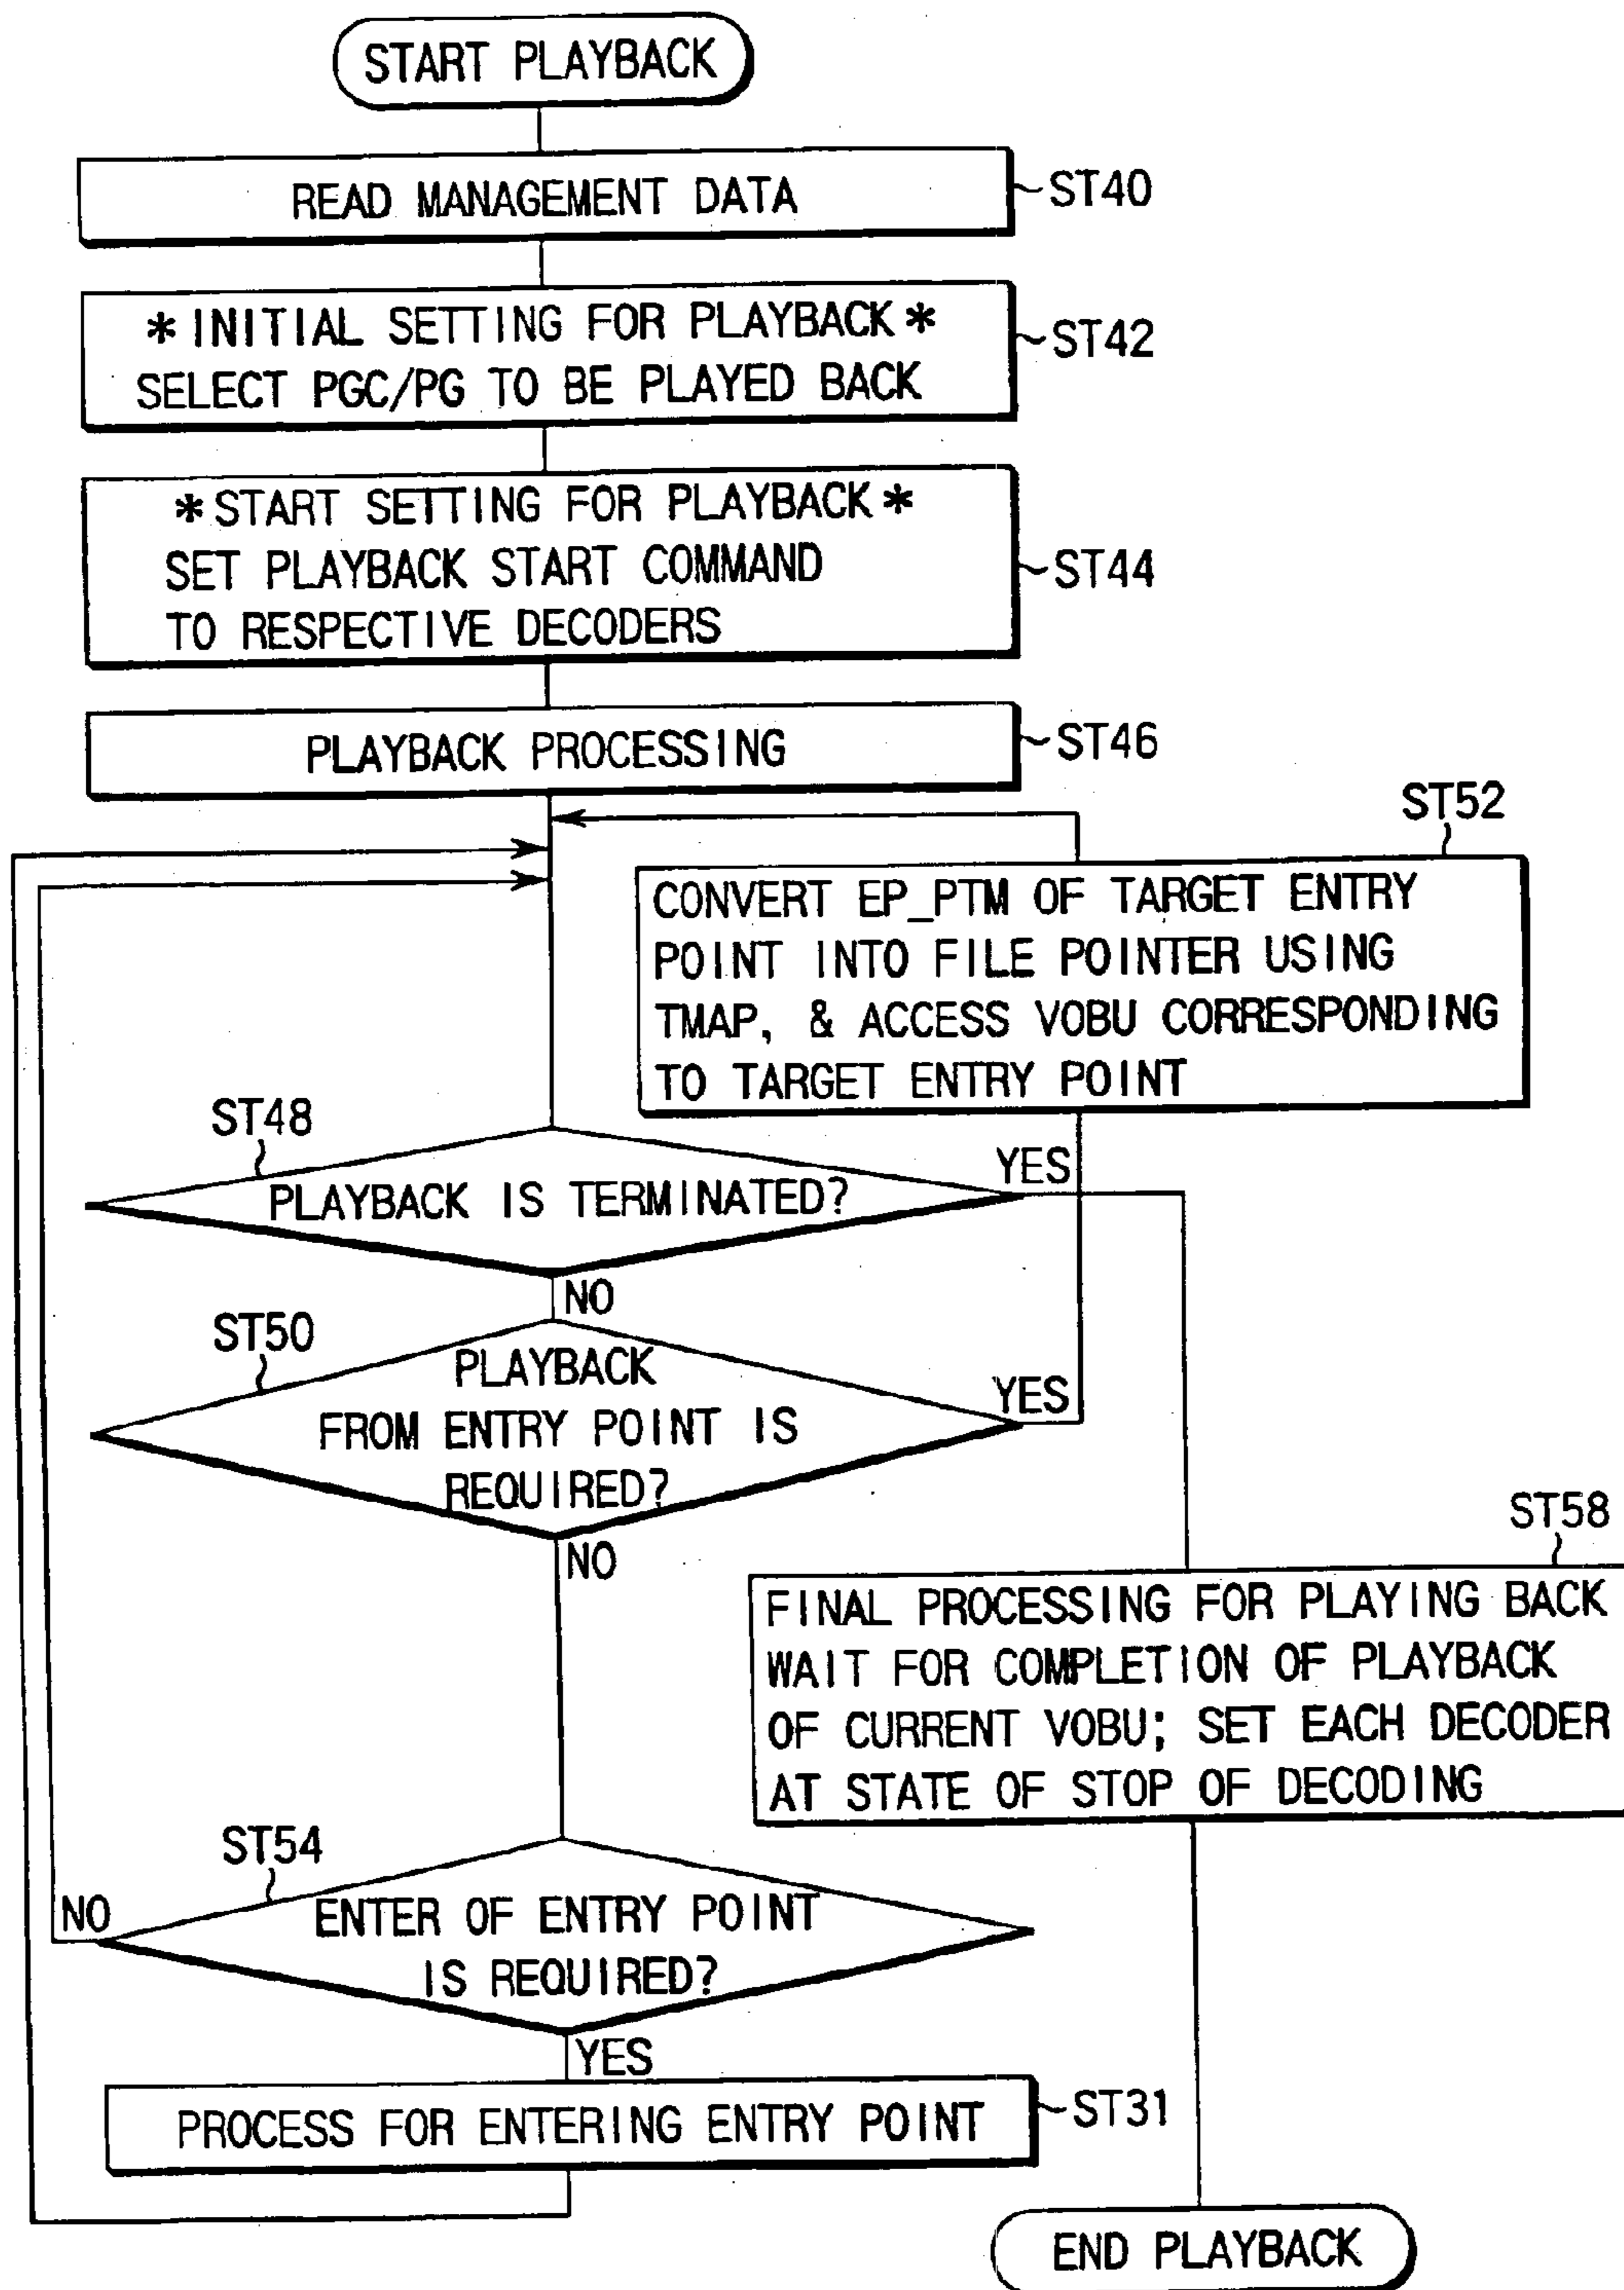 START PLAYBACK
READ MANAGEMENT DATA
ST40
* INITIAL SETTING FOR PLAYBACK *
SELECT PGC/PG TO BE PLAYED BACK
ST42
* START SETTING FOR PLAYBACK *
SET PLAYBACK START COMMAND
TO RESPECTIVE DECODERS
ST44
PLAYBACK PROCESSING
ST46
ST52
CONVERT EP_PTM OF TARGET ENTRY
POINT INTO FILE POINTER USING
TMAP, & ACCESS VOBU CORRESPONDING
TO TARGET ENTRY POINT
ST48
PLAYBACK IS TERMINATED?
YES
NO
ST50
PLAYBACK
FROM ENTRY POINT IS
REQUIRED?
YES
NO
ST58
FINAL PROCESSING FOR PLAYING BACK
WAIT FOR COMPLETION OF PLAYBACK
OF CURRENT VOBU; SET EACH DECODER
AT STATE OF STOP OF DECODING
ST54
NO
ENTER OF ENTRY POINT
IS REQUIRED?
YES
PROCESS FOR ENTERING ENTRY POINT
ST31
END PLAYBACK